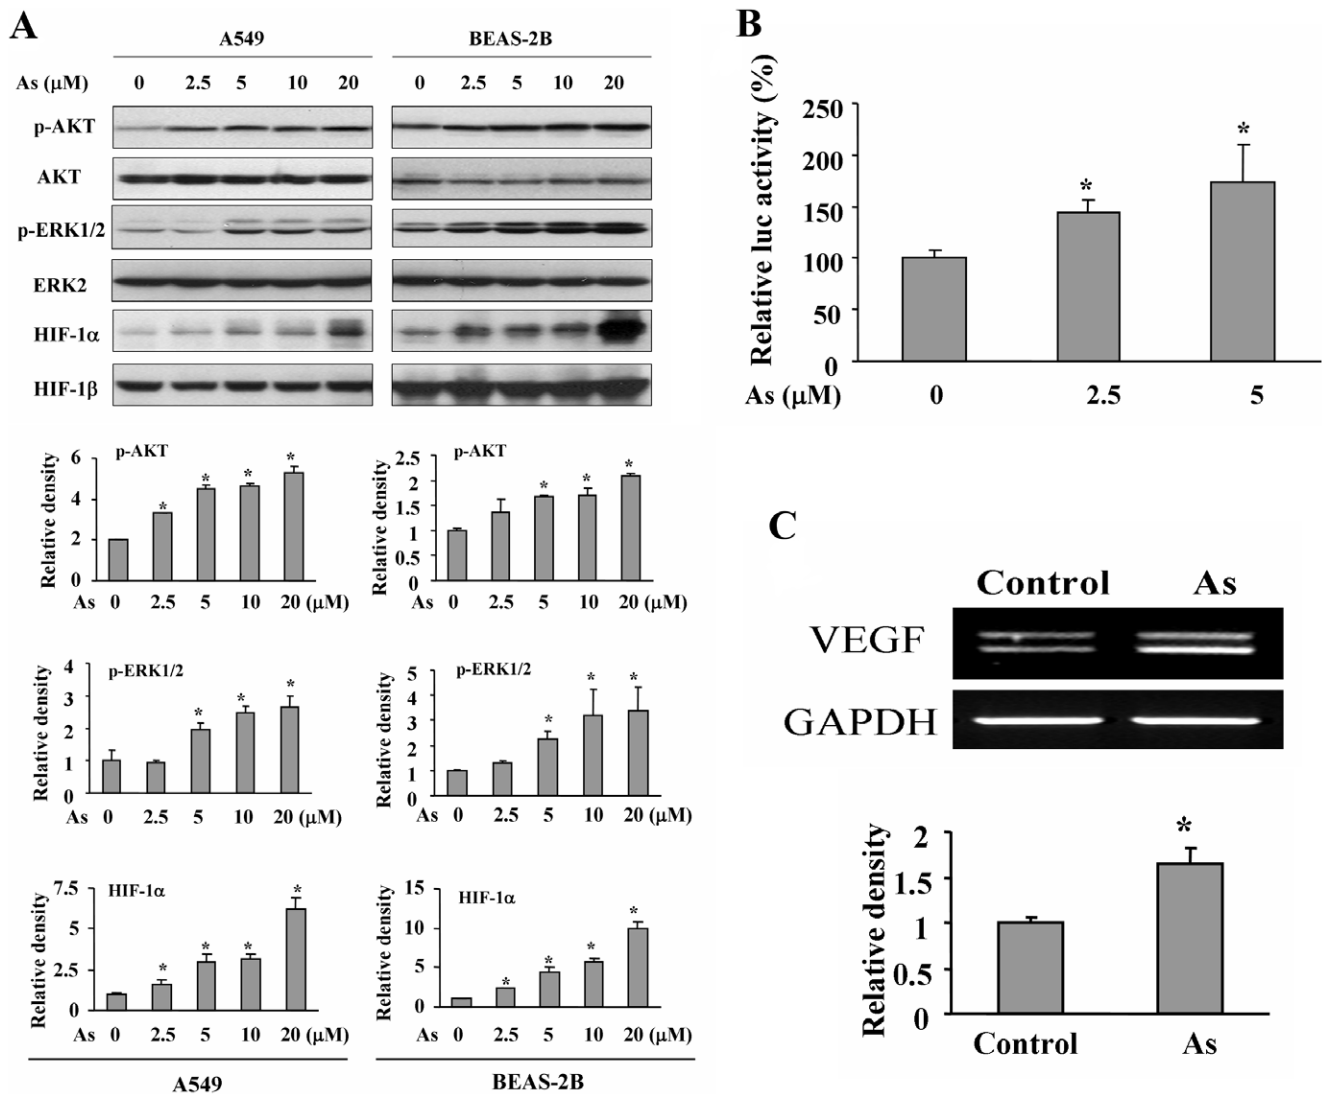 A
A549
BEAS-2B
As (μM) 0 2.5 5 10 20 0 2.5 5 10 20
p-AKT
AKT
p-ERK1/2
ERK2
HIF-1α
HIF-1β
Relative density
6
4
2
0
p-AKT
* * * *
As 0 2.5 5 10 20 (μM)
Relative density
2.5
2
1.5
1
0.5
0
p-AKT
* * *
As 0 2.5 5 10 20 (μM)
Relative density
4
3
2
1
0
p-ERK1/2
* * *
As 0 2.5 5 10 20 (μM)
Relative density
5
4
3
2
1
0
p-ERK1/2
* * *
As 0 2.5 5 10 20 (μM)
Relative density
7.5
5
2.5
0
HIF-1α
* * * *
As 0 2.5 5 10 20 (μM)
Relative density
15
10
5
0
HIF-1α
* * * *
As 0 2.5 5 10 20 (μM)
A549
BEAS-2B
B
Relative luc activity (%)
250
200
150
100
50
0
* *
As (μM) 0 2.5 5
C
Control As
VEGF
GAPDH
Relative density
2
1.5
1
0.5
0
*
Control As